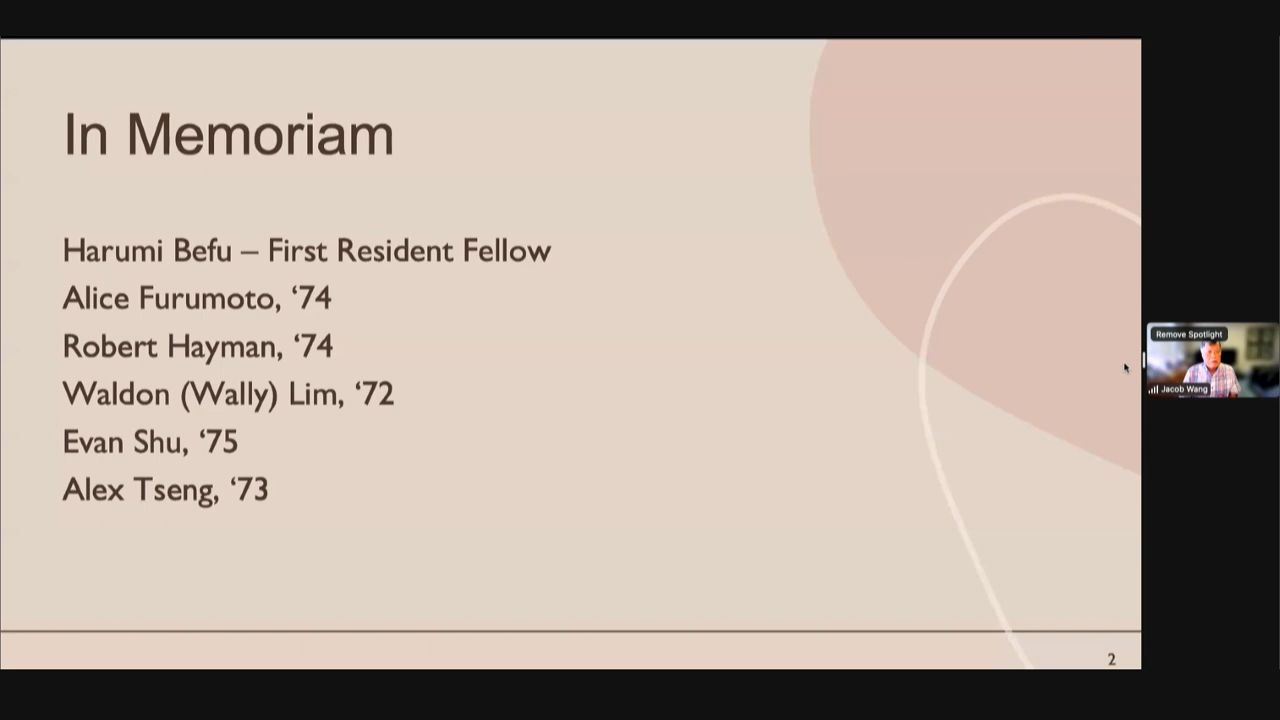 In Memoriam
Harumi Befu – First Resident Fellow
Alice Furumoto, ‘74
Robert Hayman, ‘74
Waldon (Wally) Lim, ‘72
Evan Shu, ‘75
Alex Tseng, ‘73
2
Remove Spotlight
Jacob Wang